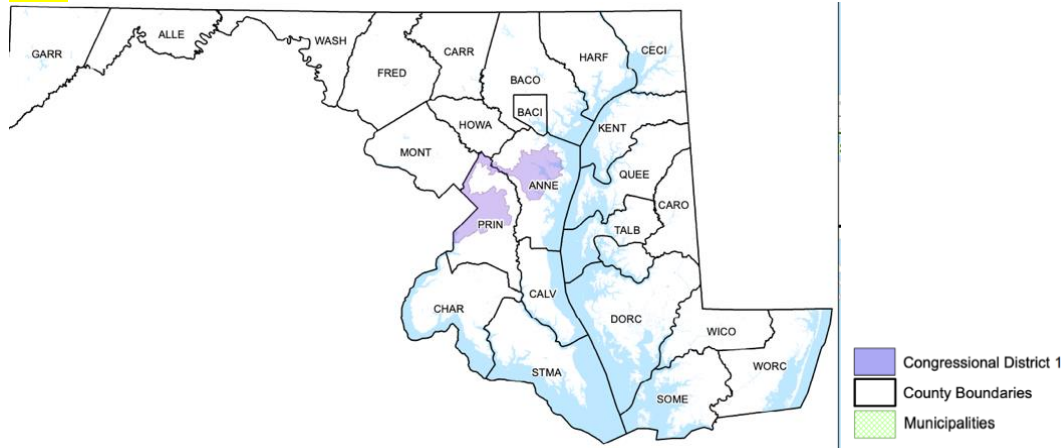 GARR
ALLE
WASH
FRED
CARR
BACO
HARF
CECI
BACI
HOWA
KENT
MONT
ANNE
QUEE
CARO
PRIN
TALB
CALV
CHAR
DORC
WICO
STMA
WORC
SOME
Congressional District 1
County Boundaries
Municipalities